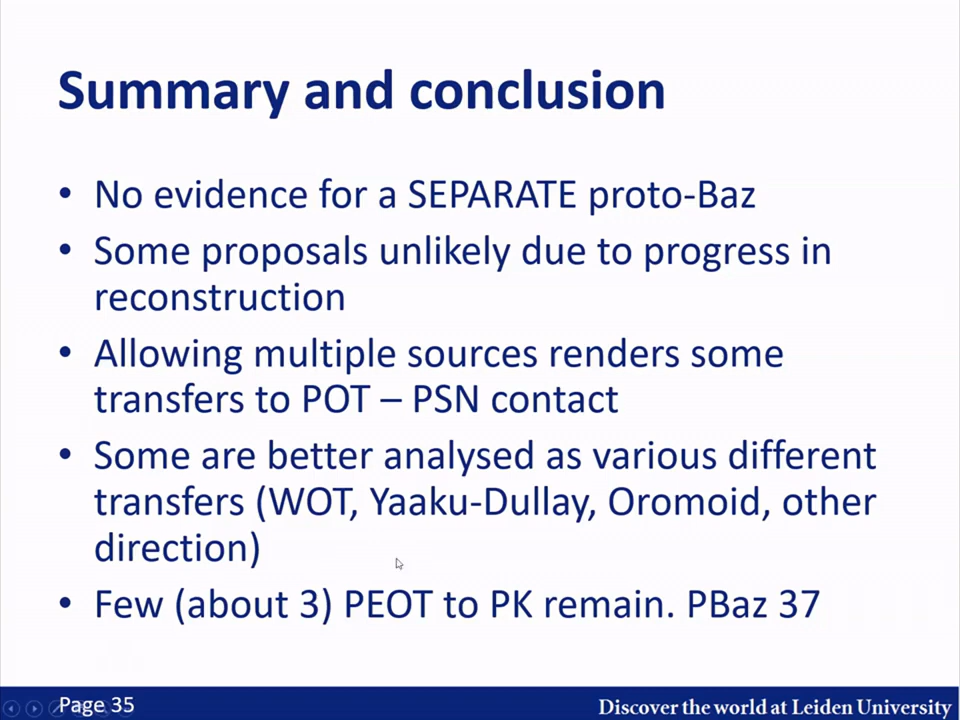 Summary and conclusion
• No evidence for a SEPARATE proto-Baz
• Some proposals unlikely due to progress in
reconstruction
• Allowing multiple sources renders some
transfers to POT – PSN contact
• Some are better analysed as various different
transfers (WOT, Yaaku-Dullay, Oromoid, other
direction)
• Few (about 3) PEOT to PK remain. PBaz 37
Page 35
Discover the world at Leiden University